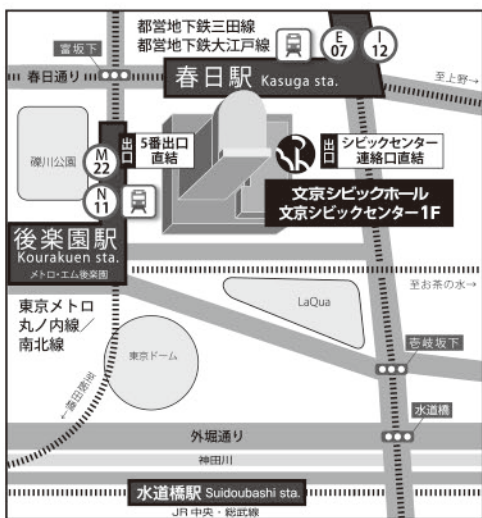 都営地下鉄三田線
都営地下鉄大江戸線
E
07
I
12
富坂下
春日通り
春日駅 Kasuga sta.
至上野→
礫川公園
M
22
N
11
出口
5番出口
直結
出口
シビックセンター
連絡口直結
文京シビックホール
文京シビックセンター1F
後楽園駅
Kourakuen sta.
メトロ・エム後楽園
至お茶の水→
東京メトロ
丸ノ内線/
南北線
LaQua
東京ドーム
壱岐坂下
至飯田橋→
水道橋
外堀通り
神田川
水道橋駅 Suidoubashi sta.
JR中央・総武線